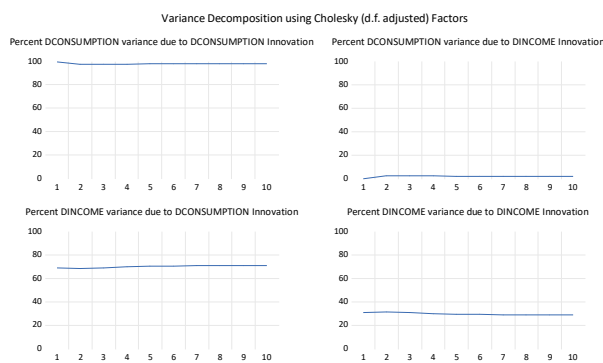 Variance Decomposition using Cholesky (d.f. adjusted) Factors
Percent DCONSUMPTION variance due to DCONSUMPTION Innovation
100
80
60
40
20
0
1 2 3 4 5 6 7 8 9 10
Percent DCONSUMPTION variance due to DINCOME Innovation
100
80
60
40
20
0
1 2 3 4 5 6 7 8 9 10
Percent DINCOME variance due to DCONSUMPTION Innovation
100
80
60
40
20
0
1 2 3 4 5 6 7 8 9 10
Percent DINCOME variance due to DINCOME Innovation
100
80
60
40
20
0
1 2 3 4 5 6 7 8 9 10